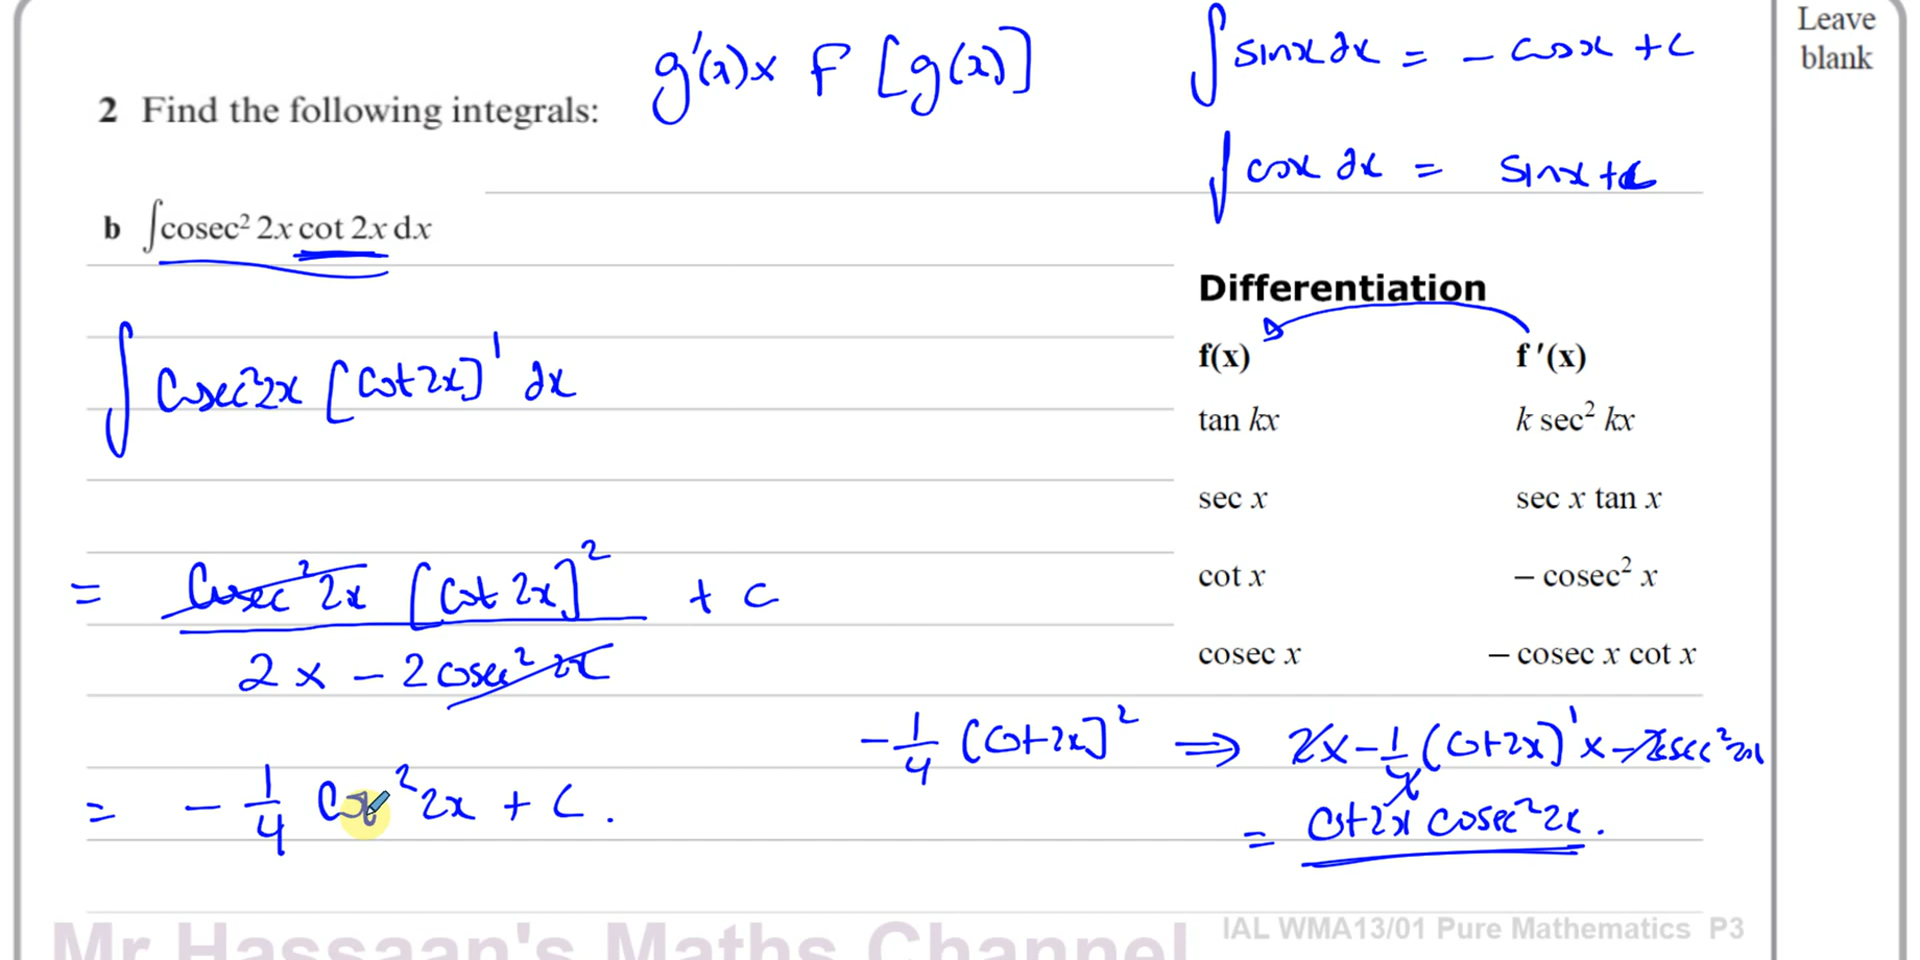 Leave
blank
g'(x) × F [g(x)]
∫ sinx dx = - cosx + c
2 Find the following integrals:
∫ cosx dx = sinx + c
b ∫cosec² 2x cot 2x dx
Differentiation
f(x) f '(x)
∫ Cosec²2x [Cot2x]¹ dx
tan kx k sec² kx
sec x sec x tan x
cot x – cosec² x
= Cosec²2x [Cot 2x]² + c
2 x - 2cosec² 2x
cosec x – cosec x cot x
-1/4 [Cot2x]² ⇒ 2x-1/4 (Cot2x)¹ x -2cosec²2x
= -1/4 Cot²2x + C.
= Cot2x cosec²2x.
Mr Hassaan's Maths Channel
IAL WMA13/01 Pure Mathematics P3